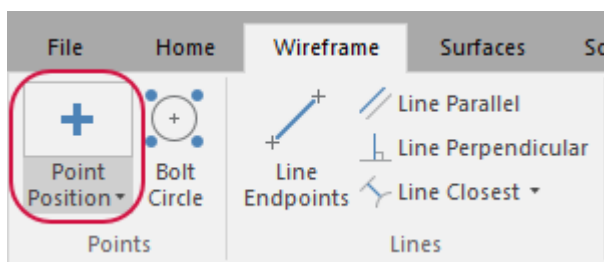 File Home Wireframe Surfaces
Point Position
Bolt Circle
Line Endpoints
Line Parallel
Line Perpendicular
Line Closest
Points Lines